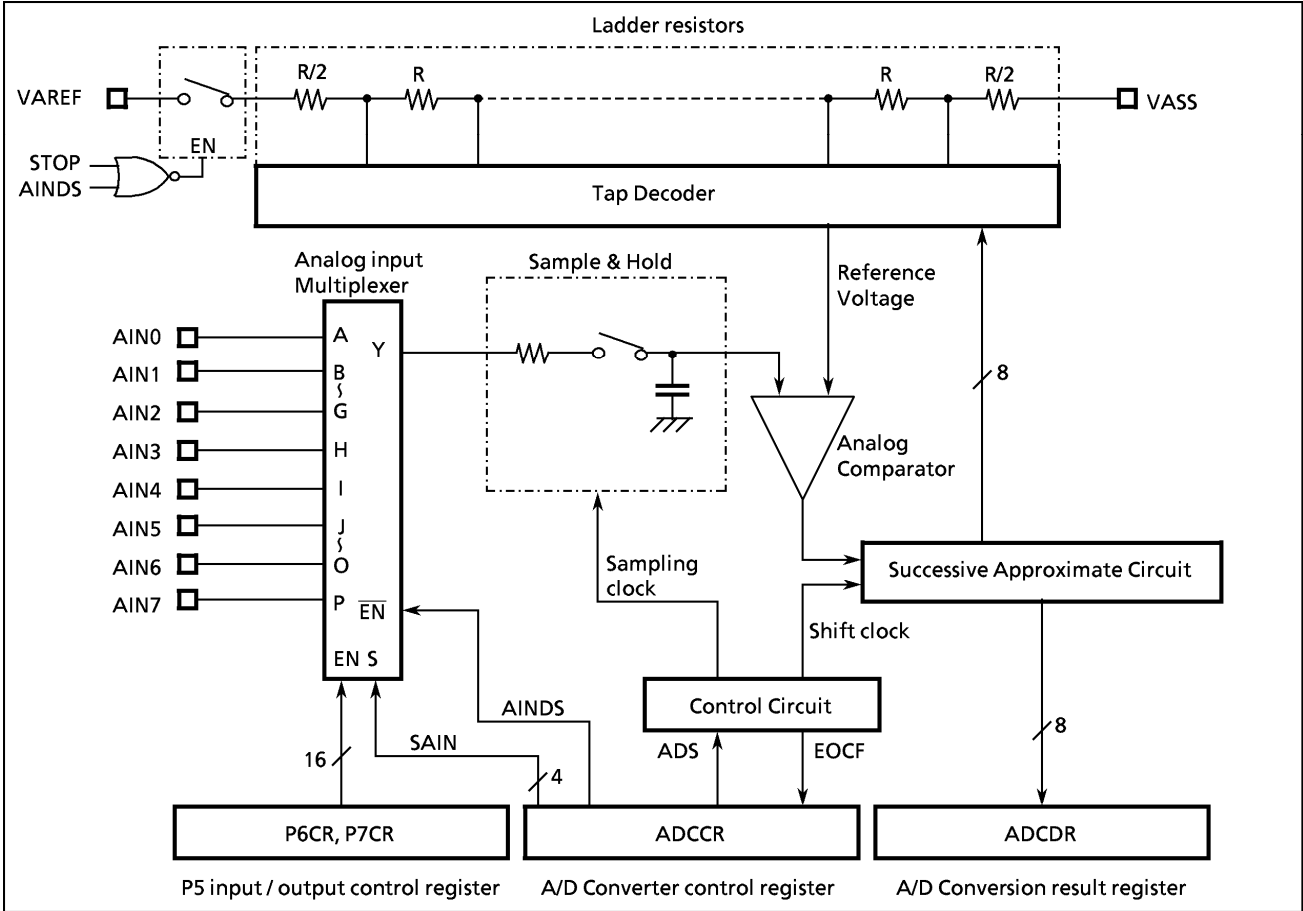 Ladder resistors
VAREF
R/2
R
R
R/2
VASS
EN
STOP
AINDS
Tap Decoder
Analog input
Multiplexer
Sample & Hold
Reference
Voltage
AIN0
AIN1
AIN2
AIN3
AIN4
AIN5
AIN6
AIN7
A
Y
B
~
G
H
I
J
~
O
P
EN
EN S
8
Analog
Comparator
Sampling
clock
Successive Approximate Circuit
Shift clock
Control Circuit
AINDS
SAIN
ADS
EOCF
16
4
8
P6CR, P7CR
ADCCR
ADCDR
P5 input / output control register
A/D Converter control register
A/D Conversion result register